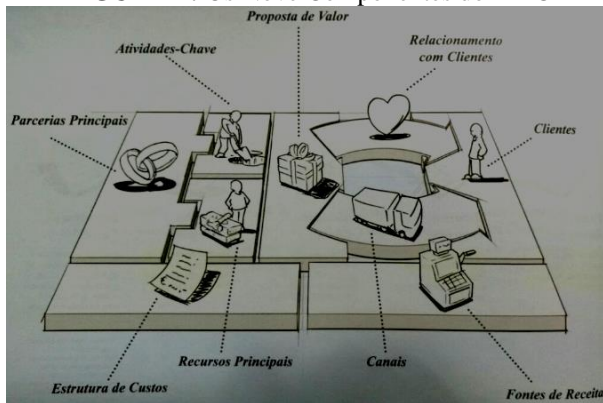 Proposta de Valor
Atividades-Chave
Relacionamento
com Clientes
Parcerias Principais
Clientes
Recursos Principais
Canais
Estrutura de Custos
Fontes de Receita